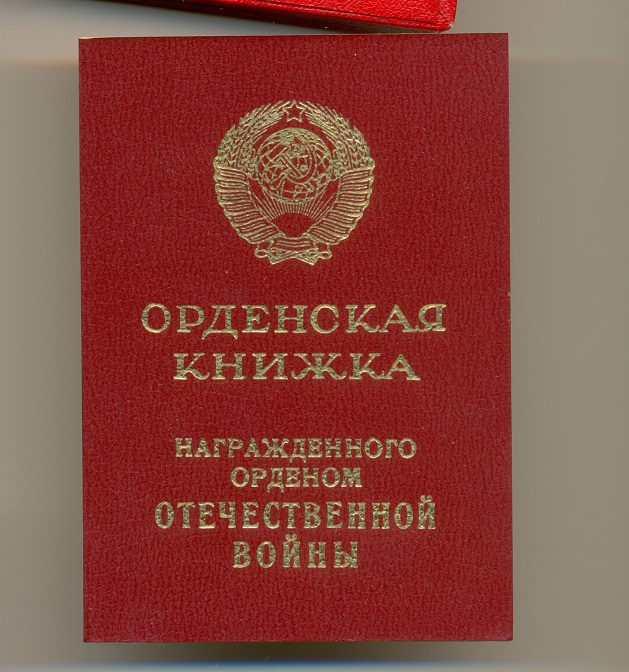 ОРДЕНСКАЯ
КНИЖКА
НАГРАЖДЕННОГО
ОРДЕНОМ
ОТЕЧЕСТВЕННОЙ
ВОЙНЫ